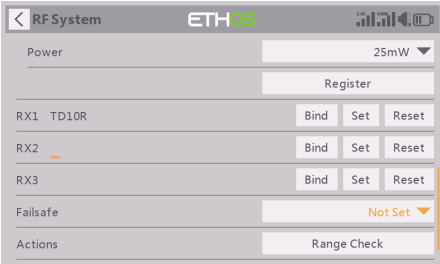 RF System
ETHOS
Power
25mW
Register
RX1 TD10R Bind Set Reset
RX2 Bind Set Reset
RX3 Bind Set Reset
Failsafe
Not Set
Actions
Range Check